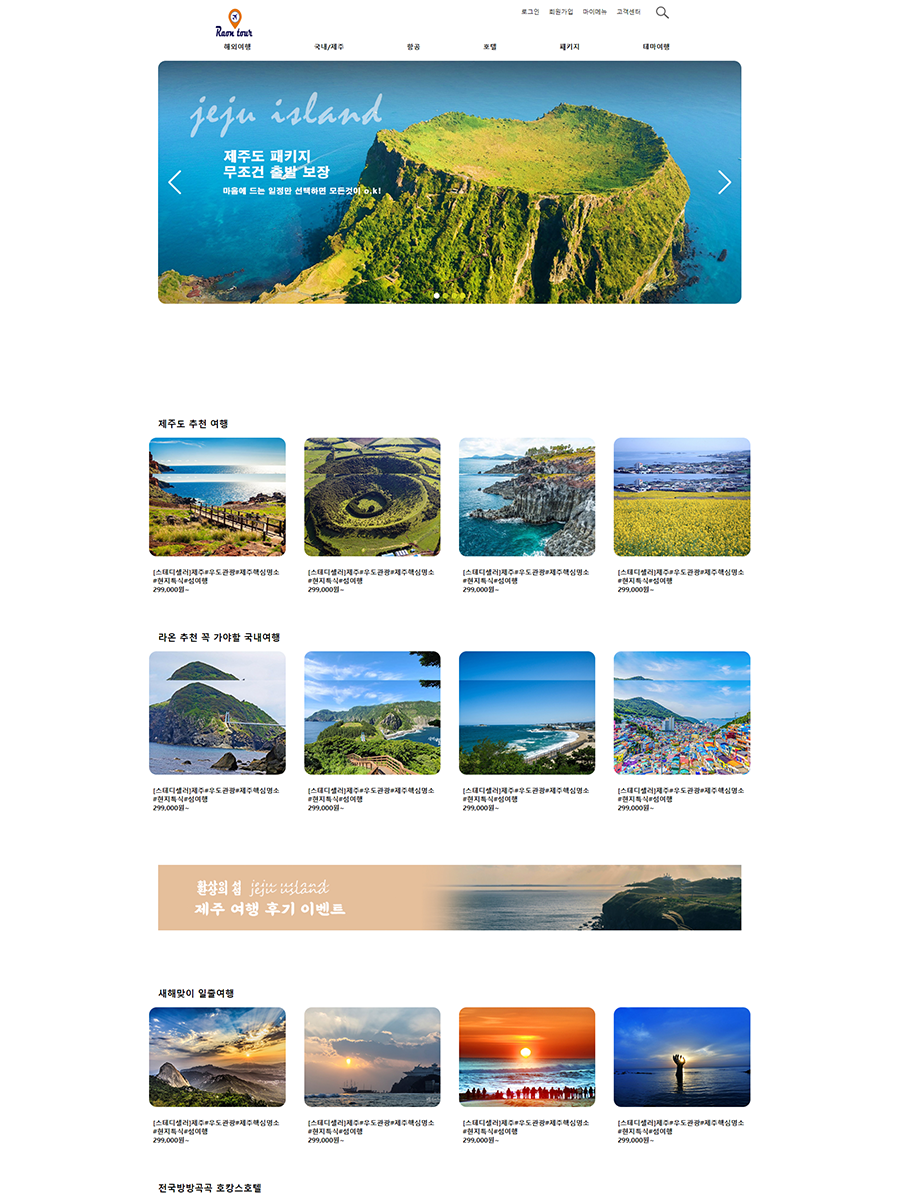 Raon tour
로그인 회원가입 마이메뉴 고객센터
해외여행 국내/제주 항공 호텔 패키지 테마여행
jeju island
제주도 패키지
무조건 출발 보장
마음에 드는 일정만 선택하면 모든것이 o.k!
제주도 추천 여행
[스테디셀러]제주#우도관광#제주핵심명소
#현지특식#섬여행
299,000원~
[스테디셀러]제주#우도관광#제주핵심명소
#현지특식#섬여행
299,000원~
[스테디셀러]제주#우도관광#제주핵심명소
#현지특식#섬여행
299,000원~
[스테디셀러]제주#우도관광#제주핵심명소
#현지특식#섬여행
299,000원~
라온 추천 꼭 가야할 국내여행
[스테디셀러]제주#우도관광#제주핵심명소
#현지특식#섬여행
299,000원~
[스테디셀러]제주#우도관광#제주핵심명소
#현지특식#섬여행
299,000원~
[스테디셀러]제주#우도관광#제주핵심명소
#현지특식#섬여행
299,000원~
[스테디셀러]제주#우도관광#제주핵심명소
#현지특식#섬여행
299,000원~
환상의 섬 jeju island
제주 여행 후기 이벤트
새해맞이 일출여행
[스테디셀러]제주#우도관광#제주핵심명소
#현지특식#섬여행
299,000원~
[스테디셀러]제주#우도관광#제주핵심명소
#현지특식#섬여행
299,000원~
[스테디셀러]제주#우도관광#제주핵심명소
#현지특식#섬여행
299,000원~
[스테디셀러]제주#우도관광#제주핵심명소
#현지특식#섬여행
299,000원~
전국방방곡곡 호캉스호텔